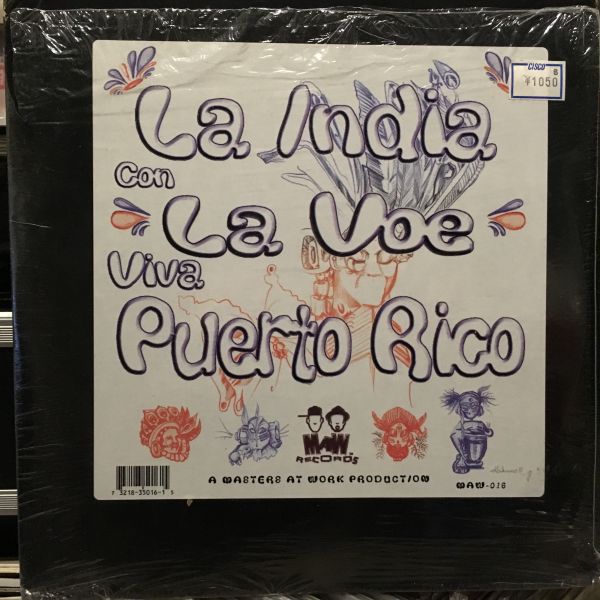 CISCO
B
¥1050
La India
Con
La Voe
Viva
Puerto Rico
MAW
RECORDS
7 3218-35016-1 5
A MASTERS AT WORK PRODUCTION
MAW-016